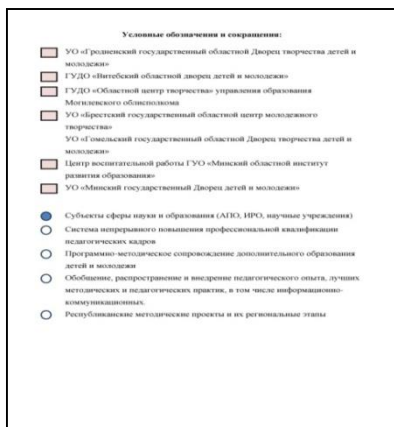 Условные обозначения и сокращения:
УО «Гродненский государственный областной Дворец творчества детей и
молодежи»
ГУДО «Витебский областной дворец детей и молодежи»
ГУДО «Областной центр творчества» управления образования
Могилевского облисполкома
УО «Брестский государственный областной центр молодежного
творчества»
УО «Гомельский государственный областной Дворец творчества детей и
молодежи»
Центр воспитательной работы ГУО «Минский областной институт
развития образования»
УО «Минский государственный Дворец детей и молодежи»
Субъекты сферы науки и образования (АПО, ИРО, научные учреждения)
Система непрерывного повышения профессиональной квалификации
педагогических кадров
Программно-методическое сопровождение дополнительного образования
детей и молодежи
Обобщение, распространение и внедрение педагогического опыта, лучших
методических и педагогических практик, в том числе информационно-
коммуникационных.
Республиканские методические проекты и их региональные этапы